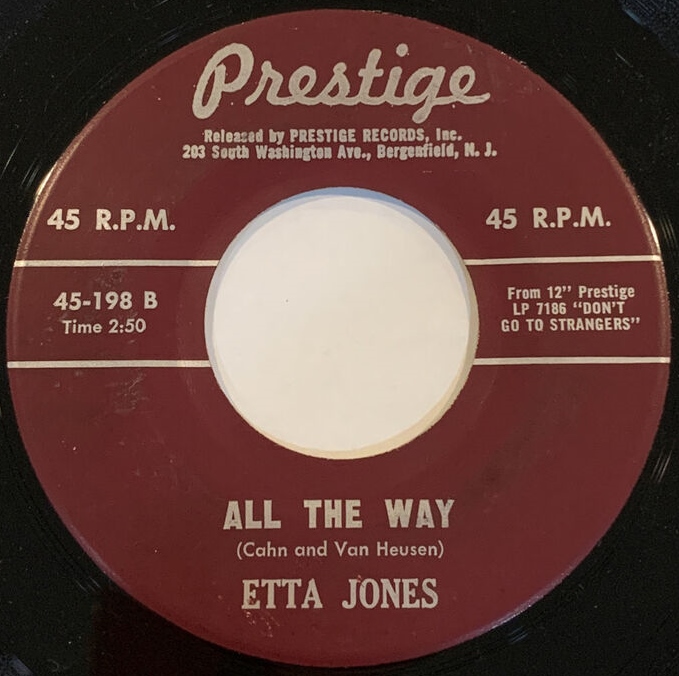 Prestige
Released by PRESTIGE RECORDS, Inc.
203 South Washington Ave., Bergenfield, N. J.
45 R.P.M.
45 R.P.M.
45-198 B
Time 2:50
From 12" Prestige
LP 7186 "DON'T
GO TO STRANGERS"
ALL THE WAY
(Cahn and Van Heusen)
ETTA JONES